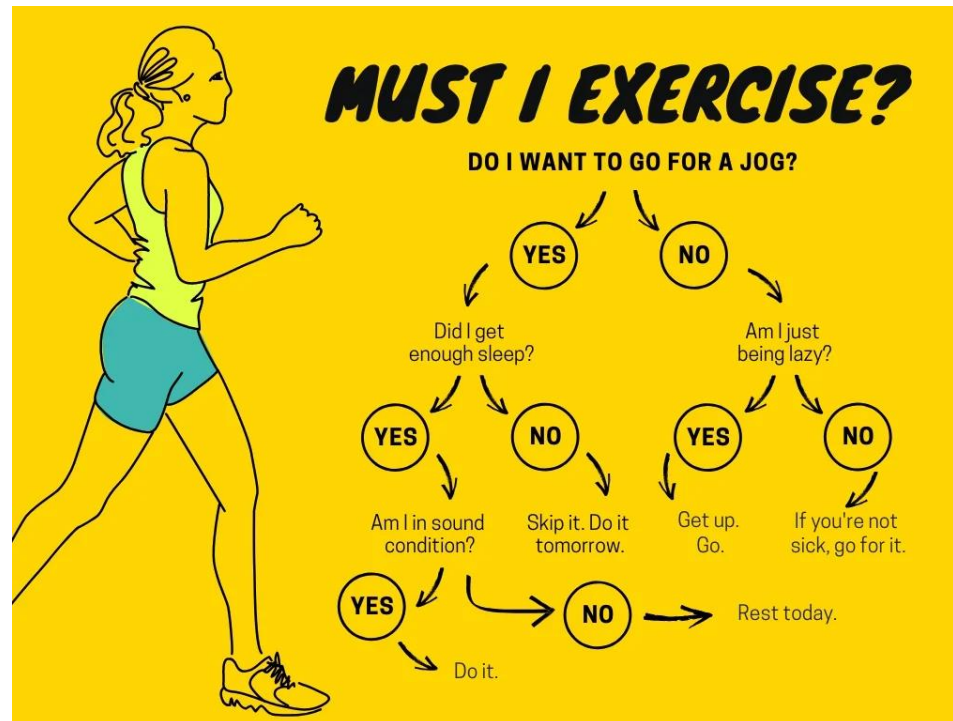 MUST I EXERCISE?
DO I WANT TO GO FOR A JOG?
YES
NO
Did I get
enough sleep?
Am I just
being lazy?
YES
NO
YES
NO
Am I in sound
condition?
Skip it. Do it
tomorrow.
Get up.
Go.
If you're not
sick, go for it.
YES
NO
Rest today.
Do it.